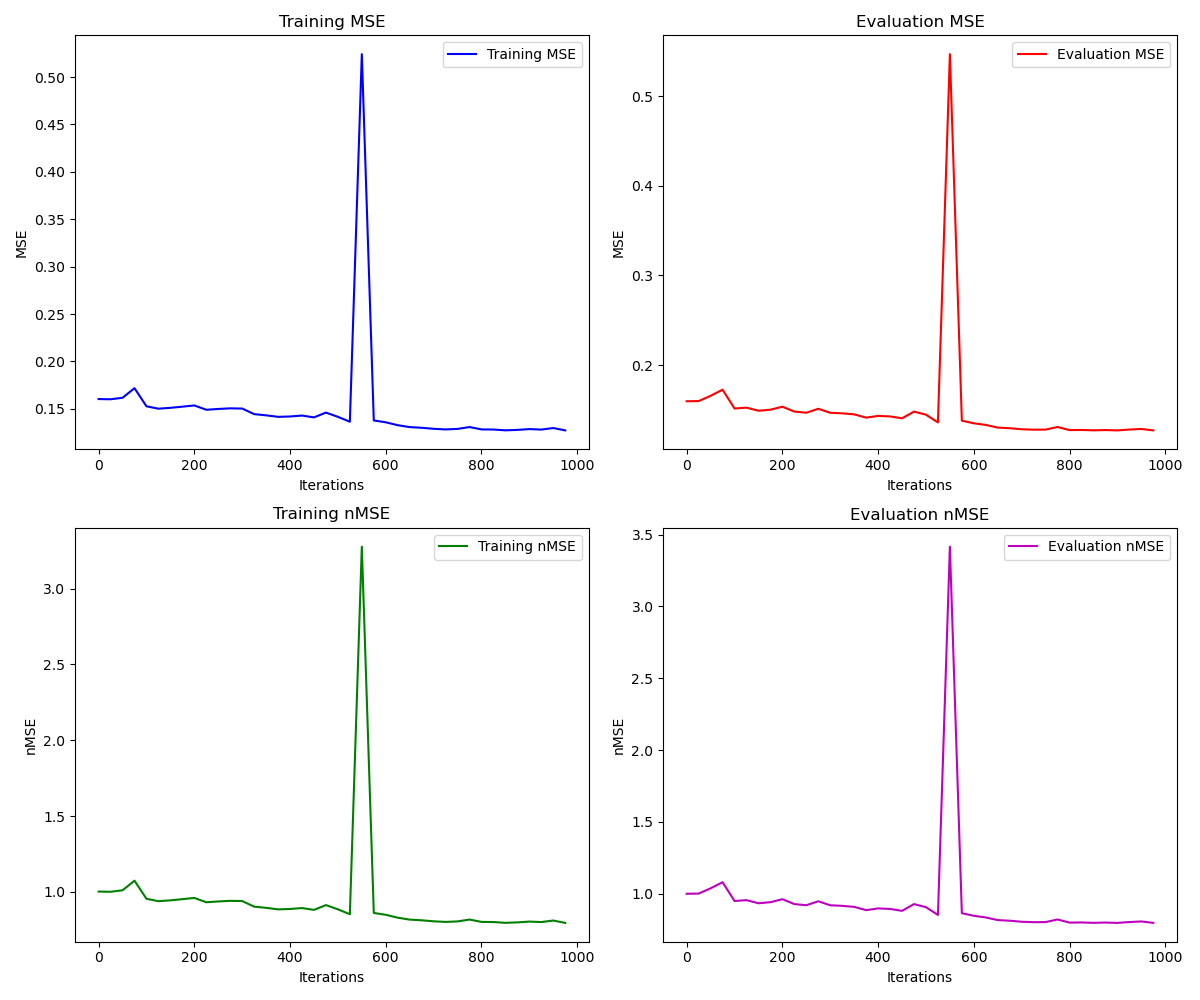 Training MSE
Training MSE
MSE
0.50
0.45
0.40
0.35
0.30
0.25
0.20
0.15
0 200 400 600 800 1000
Iterations
Evaluation MSE
Evaluation MSE
MSE
0.5
0.4
0.3
0.2
0 200 400 600 800 1000
Iterations
Training nMSE
Training nMSE
nMSE
3.0
2.5
2.0
1.5
1.0
0 200 400 600 800 1000
Iterations
Evaluation nMSE
Evaluation nMSE
nMSE
3.5
3.0
2.5
2.0
1.5
1.0
0 200 400 600 800 1000
Iterations